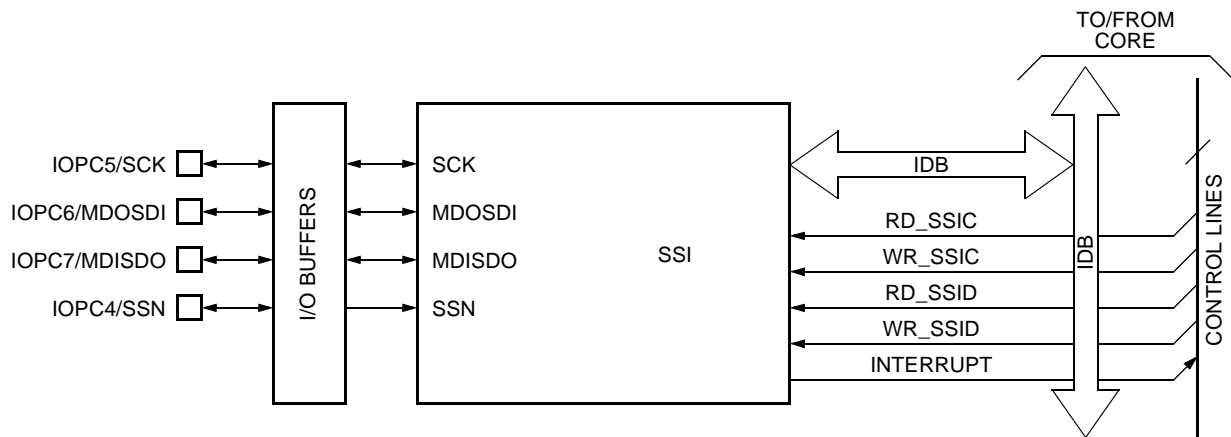 TO/FROM
CORE
IOPC5/SCK
IOPC6/MDOSDI
IOPC7/MDISDO
IOPC4/SSN
I/O BUFFERS
SCK
MDOSDI
MDISDO
SSN
SSI
IDB
RD_SSIC
WR_SSIC
RD_SSID
WR_SSID
INTERRUPT
IDB
CONTROL LINES